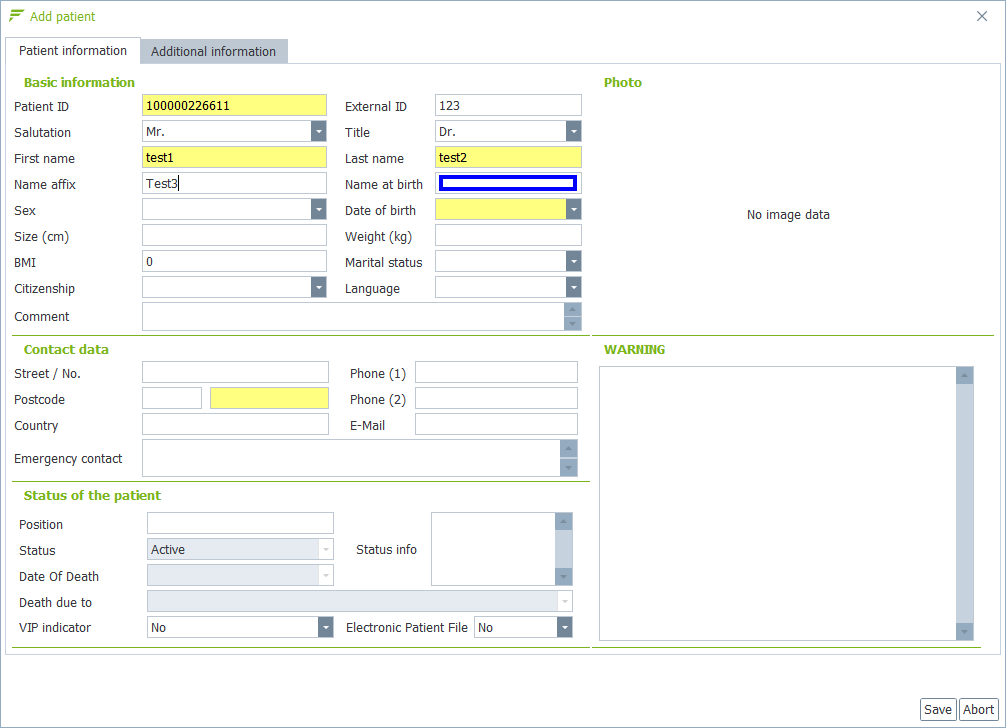 Add patient
Patient information Additional information
Basic information
Photo
Patient ID 100000226611 External ID 123
Salutation Mr. Title Dr.
First name test1 Last name test2
Name affix Test3 Name at birth
Sex Date of birth
No image data
Size (cm) Weight (kg)
BMI 0 Marital status
Citizenship Language
Comment
Contact data
WARNING
Street / No. Phone (1)
Postcode Phone (2)
Country E-Mail
Emergency contact
Status of the patient
Position
Status Active Status info
Date Of Death
Death due to
VIP indicator No Electronic Patient File No
Save Abort